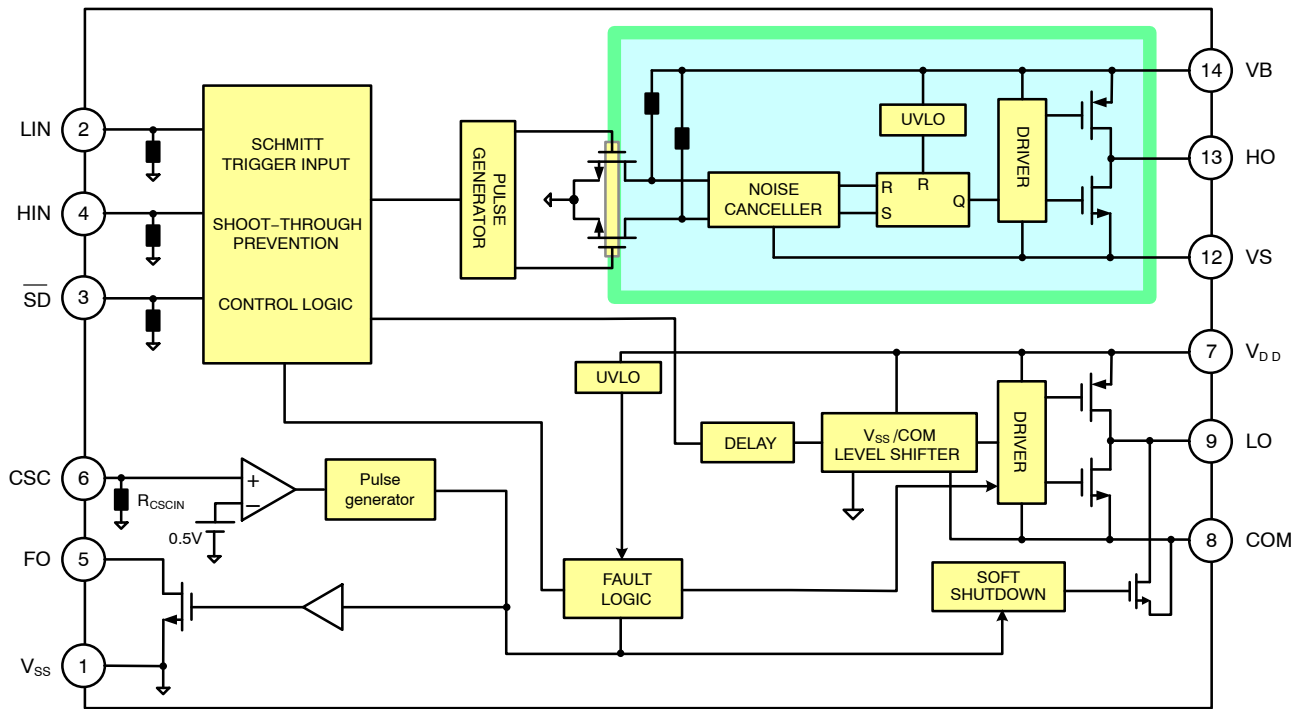 LIN
2
HIN
4
SD
3
CSC
6
FO
5
VSS
1
SCHMITT
TRIGGER INPUT
SHOOT−THROUGH
PREVENTION
CONTROL LOGIC
PULSE
GENERATOR
NOISE
CANCELLER
UVLO
R
R
S
Q
DRIVER
14
VB
13
HO
12
VS
UVLO
DELAY
VSS/COM
LEVEL SHIFTER
DRIVER
7
VDD
9
LO
8
COM
RCSCIN
+
−
0.5V
Pulse
generator
FAULT
LOGIC
SOFT
SHUTDOWN